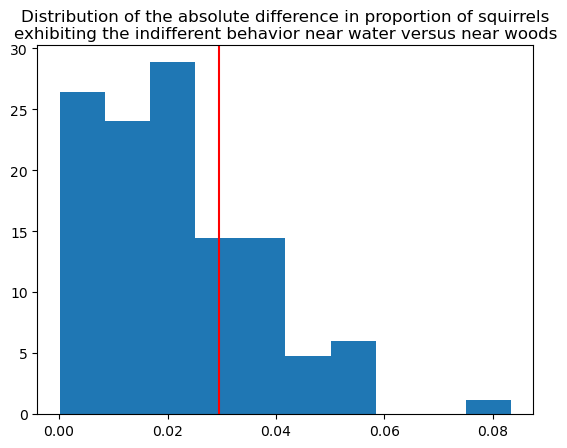 Distribution of the absolute difference in proportion of squirrels
exhibiting the indifferent behavior near water versus near woods
30
25
20
15
10
5
0
0.00 0.02 0.04 0.06 0.08